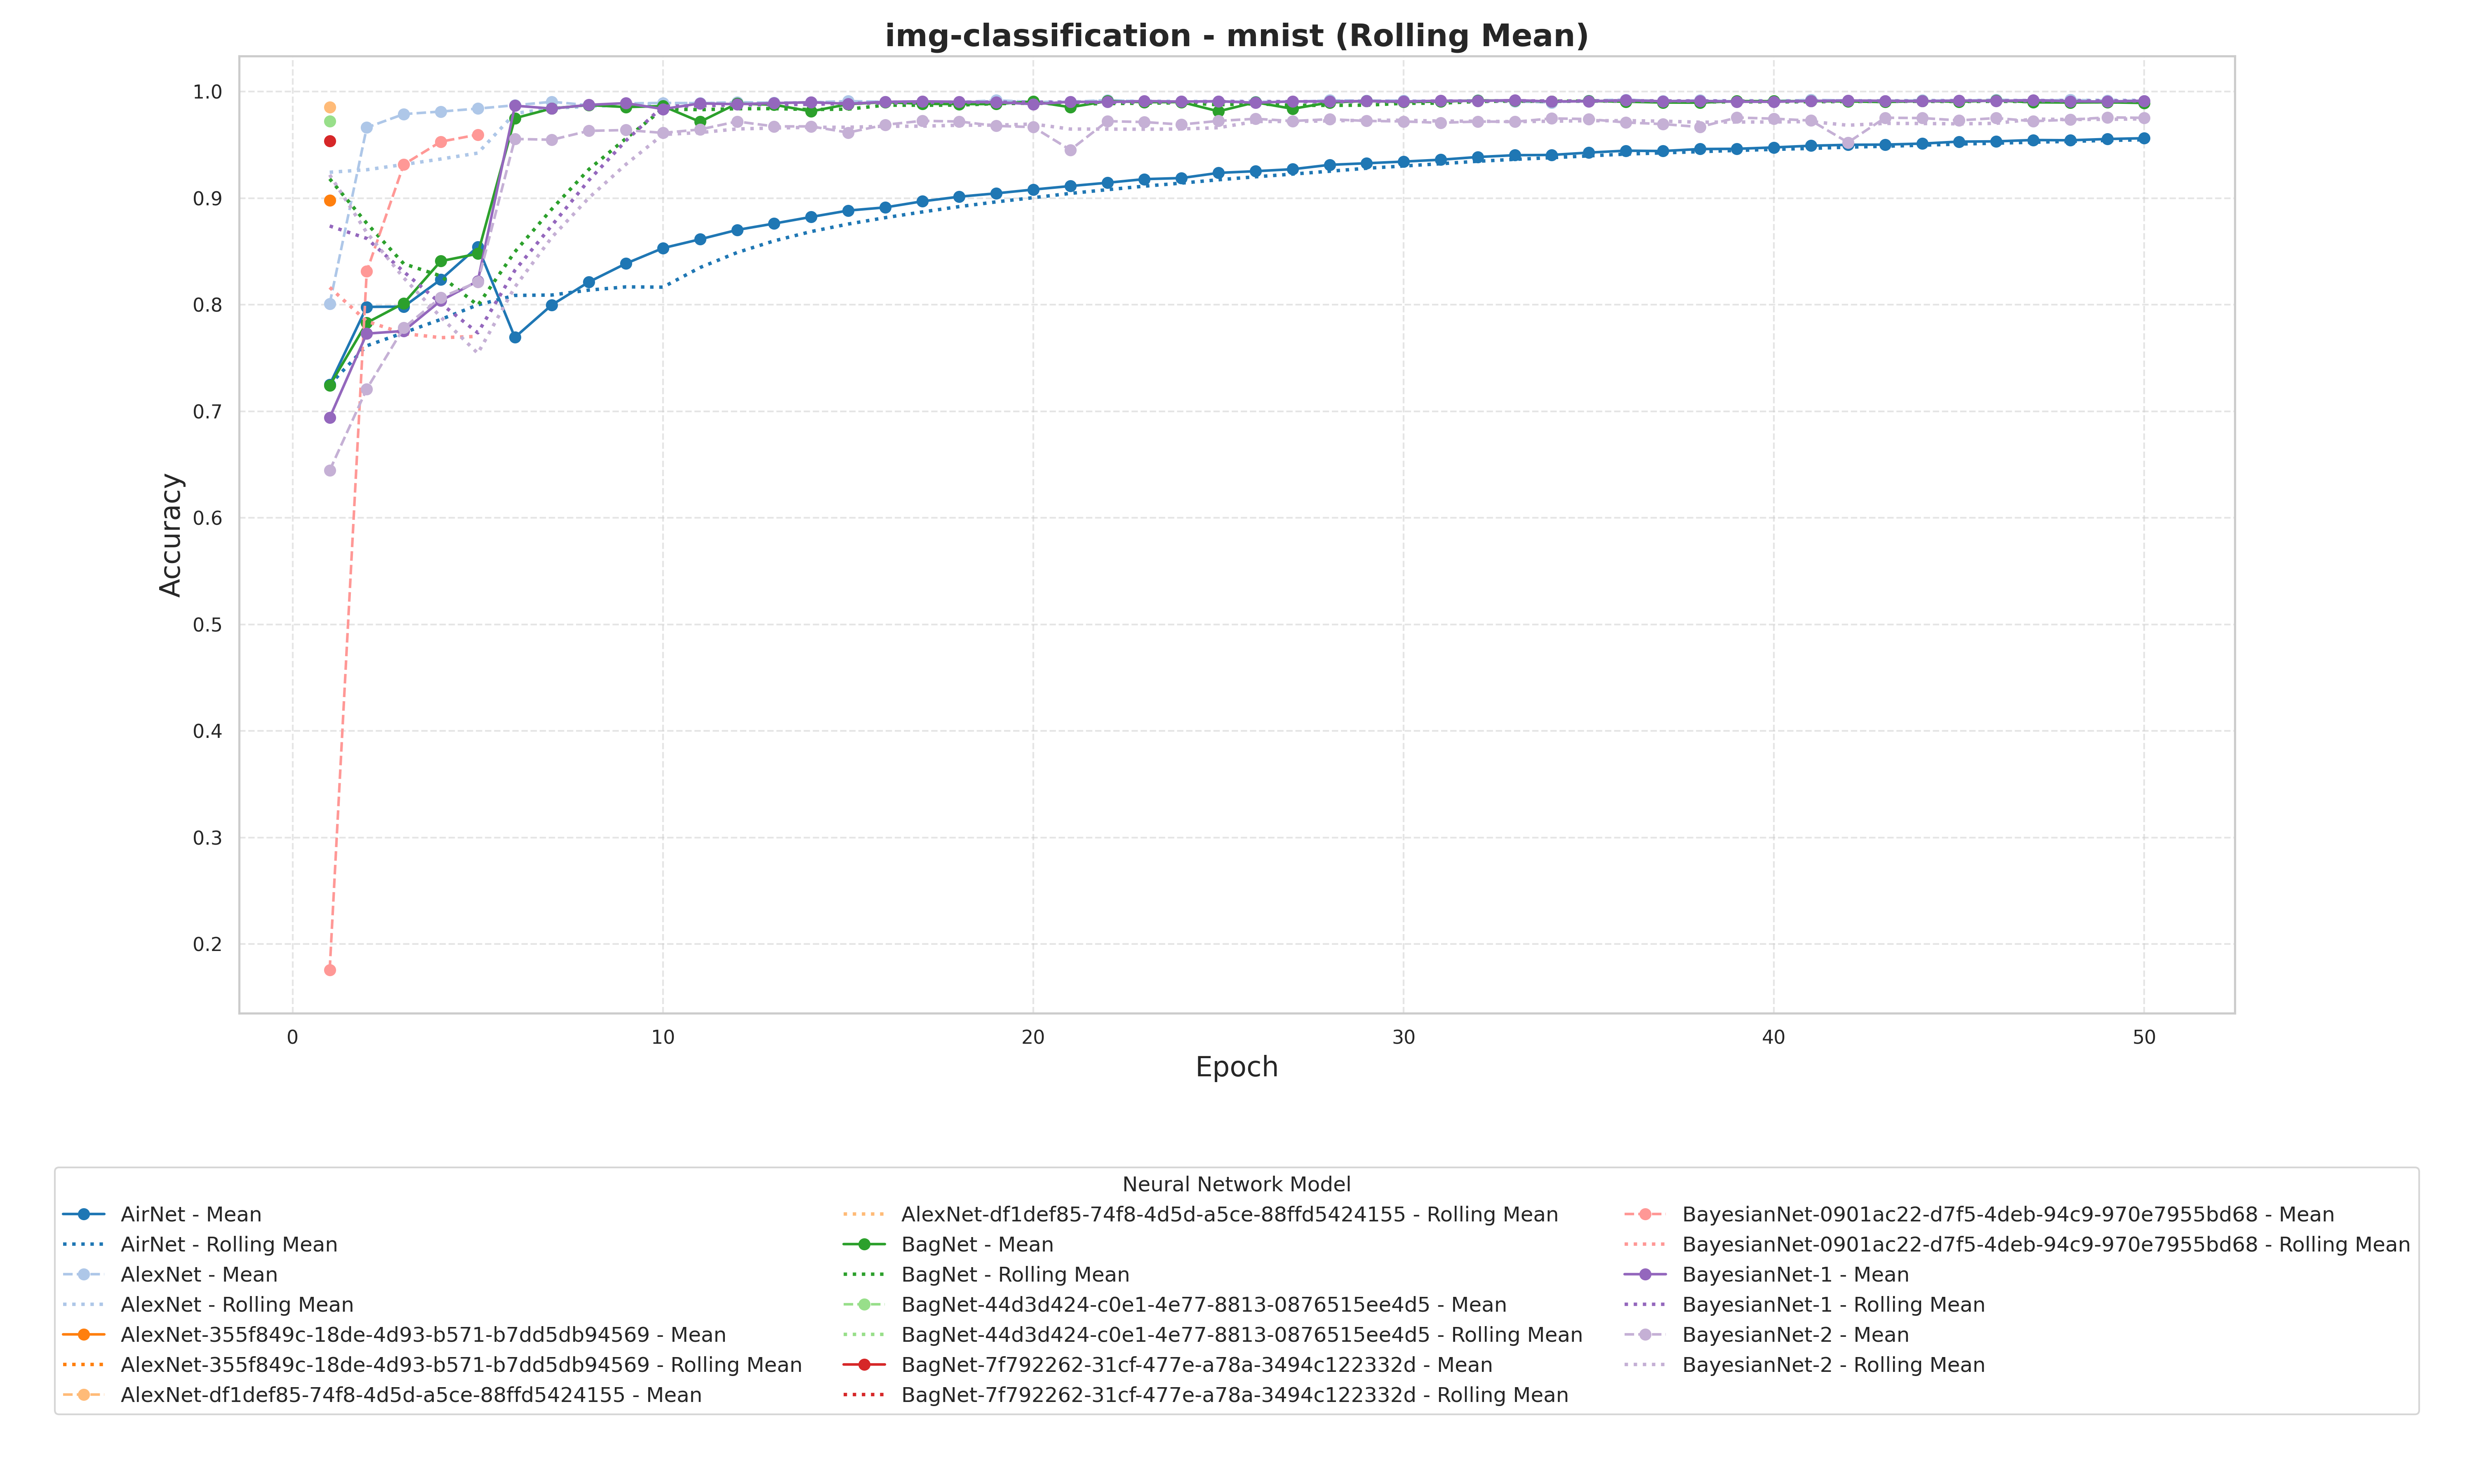 img-classification - mnist (Rolling Mean)
1.0
0.9
0.8
0.7
0.6
0.5
0.4
0.3
0.2
Accuracy
0 10 20 30 40 50
Epoch
Neural Network Model
AirNet - Mean
AirNet - Rolling Mean
AlexNet - Mean
AlexNet - Rolling Mean
AlexNet-355f849c-18de-4d93-b571-b7dd5db94569 - Mean
AlexNet-355f849c-18de-4d93-b571-b7dd5db94569 - Rolling Mean
AlexNet-df1def85-74f8-4d5d-a5ce-88ffd5424155 - Mean
AlexNet-df1def85-74f8-4d5d-a5ce-88ffd5424155 - Rolling Mean
BagNet - Mean
BagNet - Rolling Mean
BagNet-44d3d424-c0e1-4e77-8813-0876515ee4d5 - Mean
BagNet-44d3d424-c0e1-4e77-8813-0876515ee4d5 - Rolling Mean
BagNet-7f792262-31cf-477e-a78a-3494c122332d - Mean
BagNet-7f792262-31cf-477e-a78a-3494c122332d - Rolling Mean
BayesianNet-0901ac22-d7f5-4deb-94c9-970e7955bd68 - Mean
BayesianNet-0901ac22-d7f5-4deb-94c9-970e7955bd68 - Rolling Mean
BayesianNet-1 - Mean
BayesianNet-1 - Rolling Mean
BayesianNet-2 - Mean
BayesianNet-2 - Rolling Mean